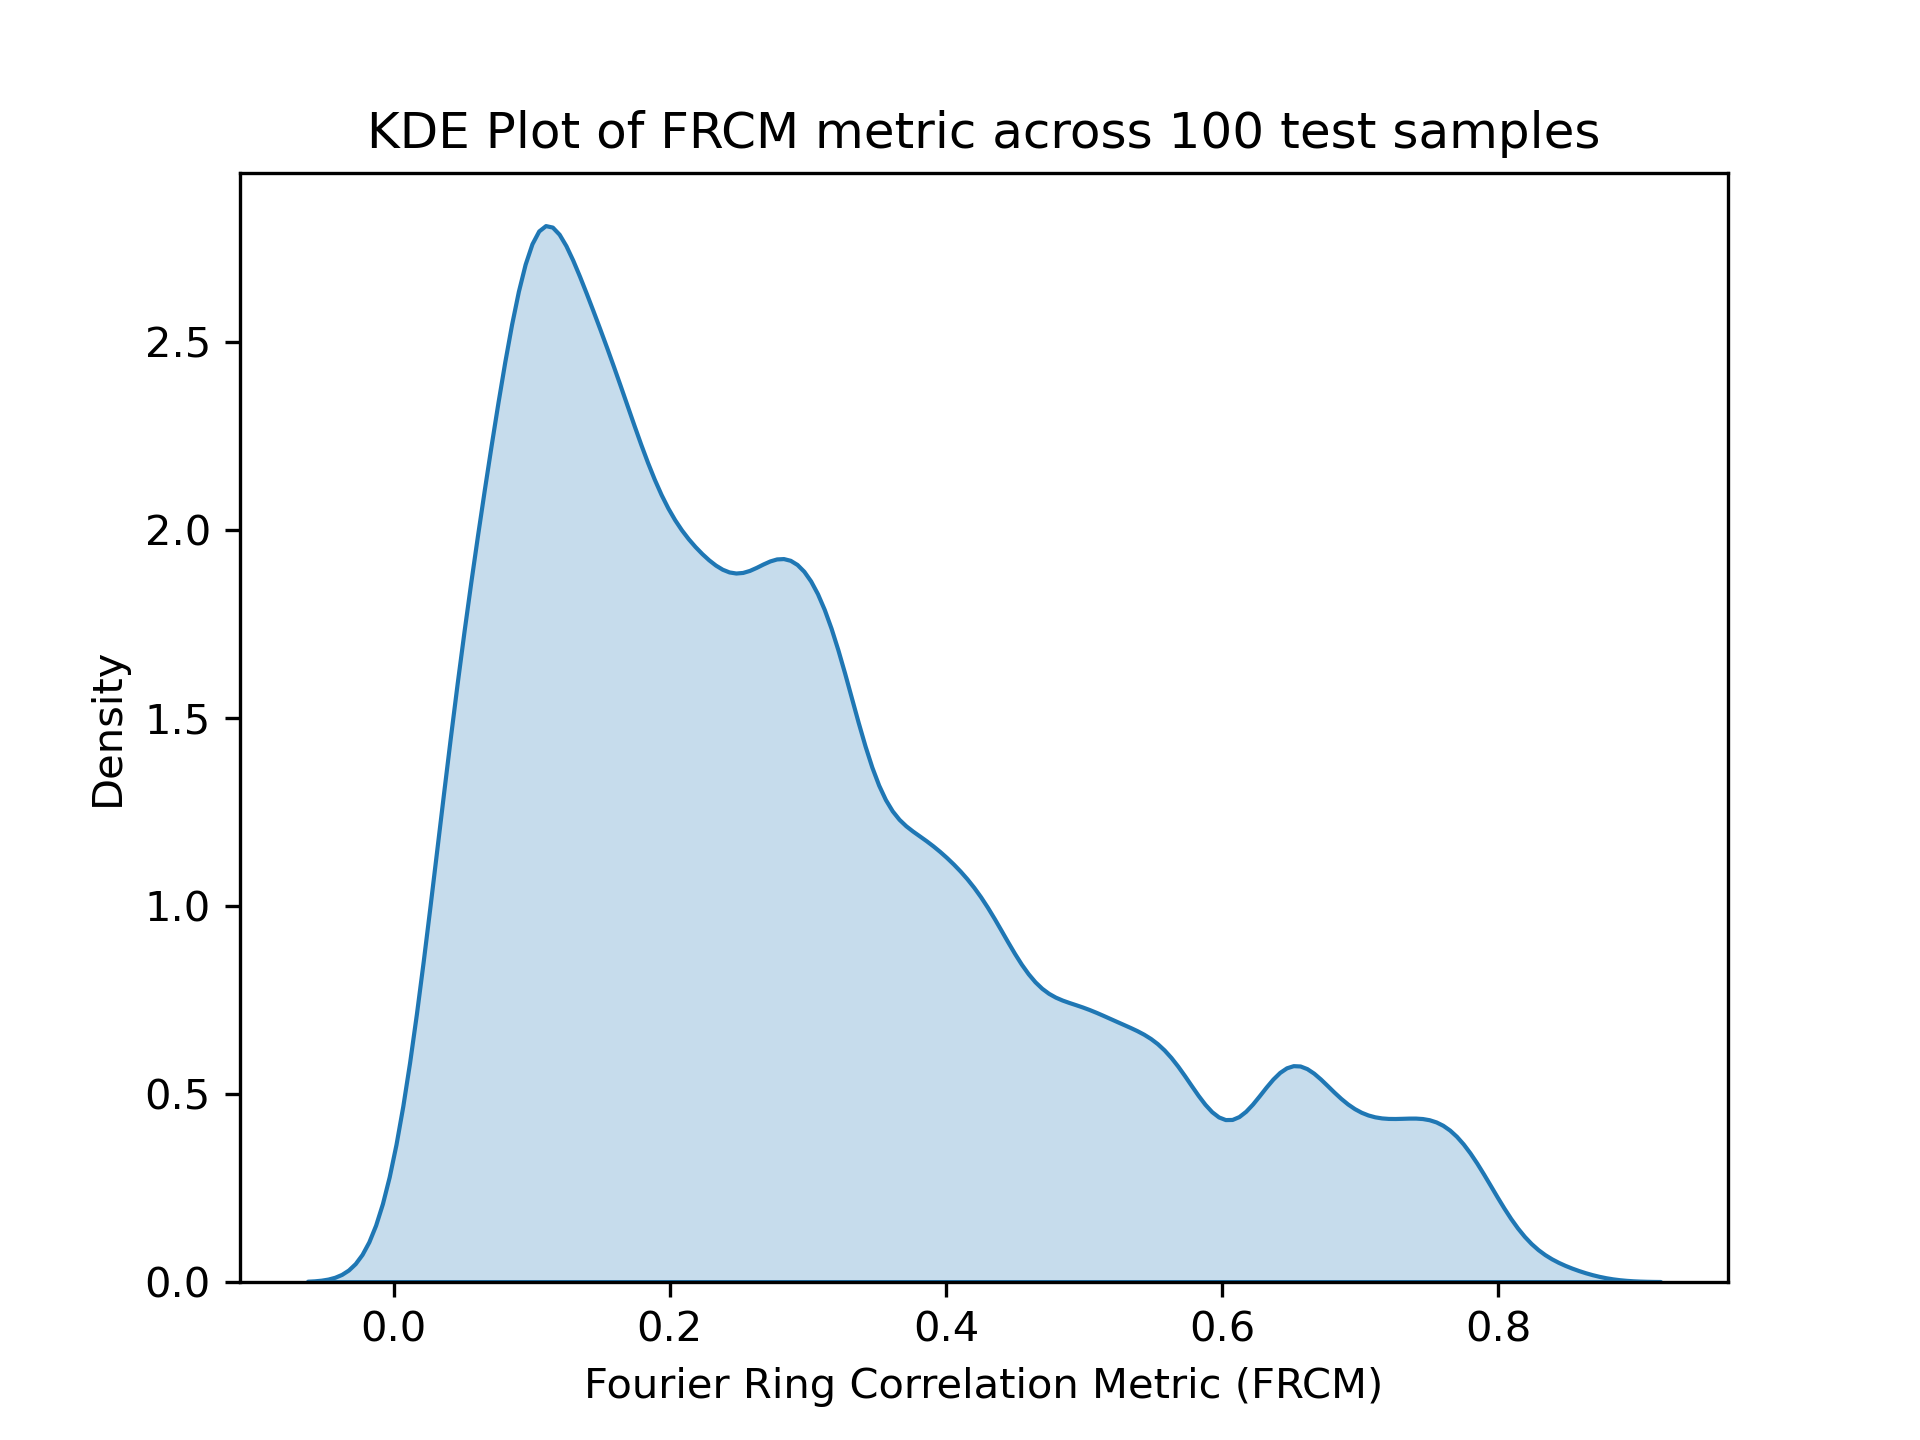 KDE Plot of FRCM metric across 100 test samples
Density
2.5
2.0
1.5
1.0
0.5
0.0
0.0 0.2 0.4 0.6 0.8
Fourier Ring Correlation Metric (FRCM)